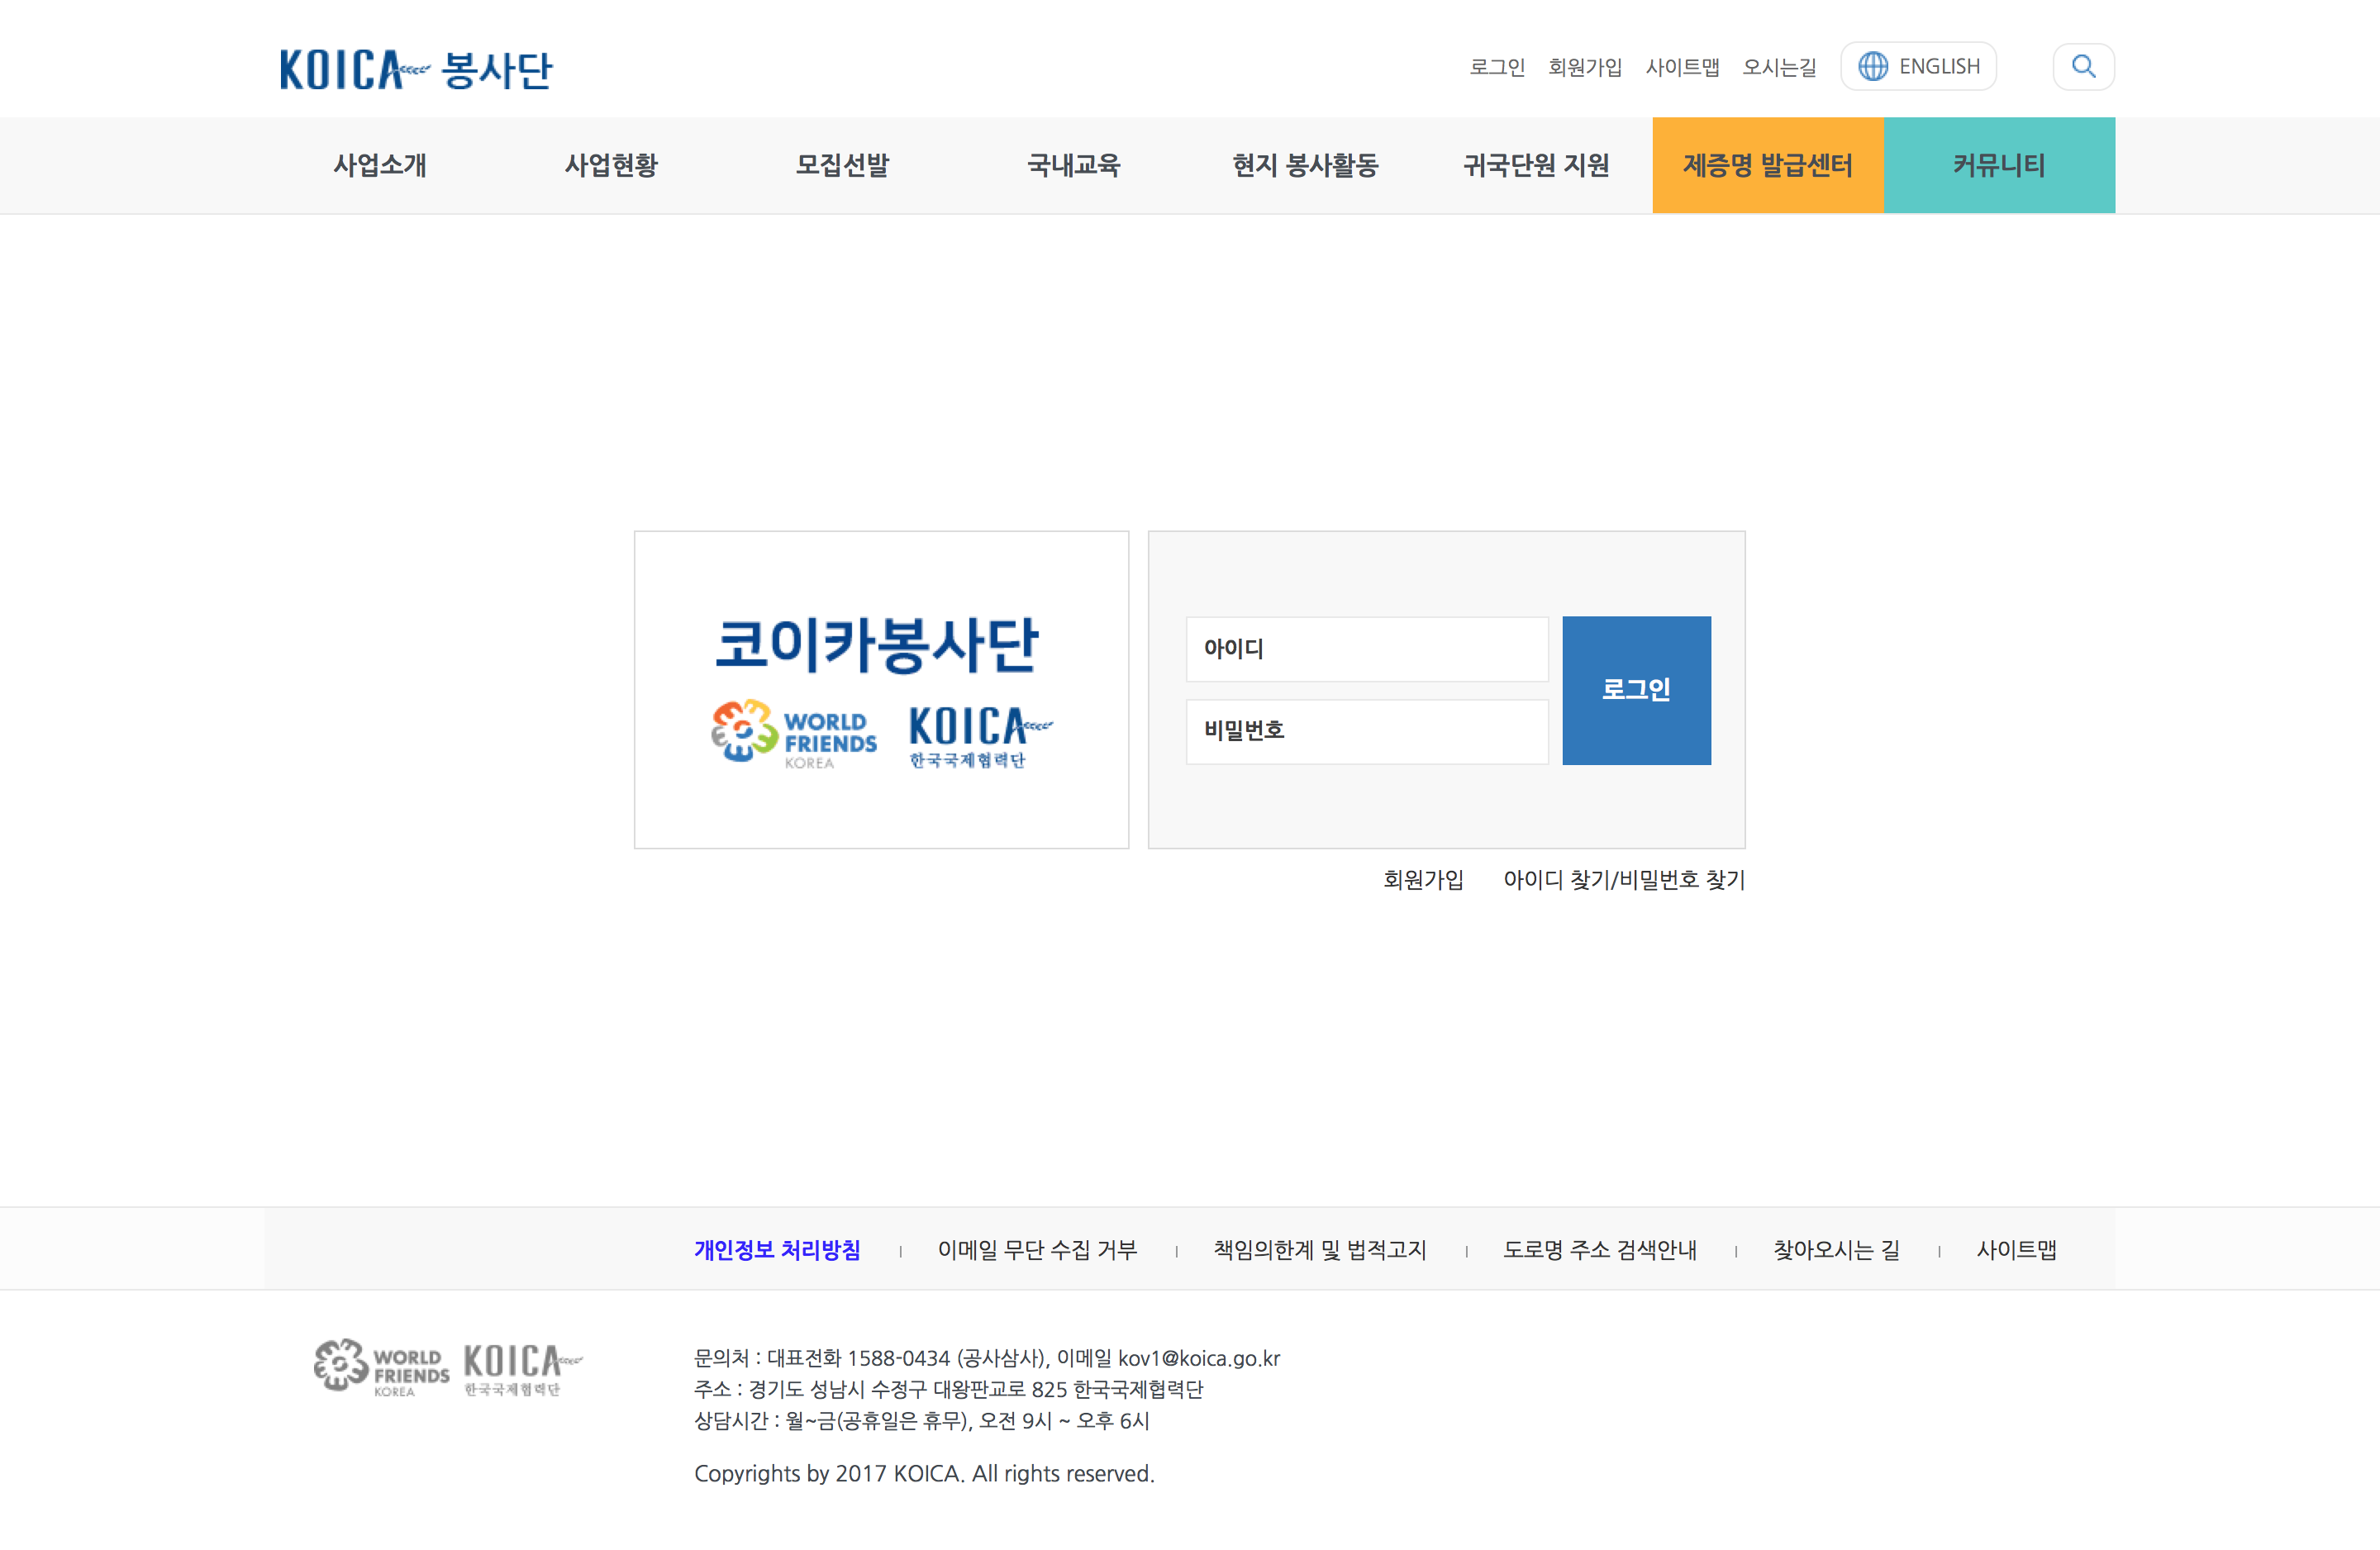 KOICA 봉사단
로그인 회원가입 사이트맵 오시는길 ENGLISH
사업소개 사업현황 모집선발 국내교육 현지 봉사활동 귀국단원 지원 제증명 발급센터 커뮤니티
코이카봉사단
WORLD
FRIENDS
KOREA
KOICA
한국국제협력단
아이디
비밀번호
로그인
회원가입 아이디 찾기/비밀번호 찾기
개인정보 처리방침 이메일 무단 수집 거부 책임의한계 및 법적고지 도로명 주소 검색안내 찾아오시는 길 사이트맵
WORLD
FRIENDS
KOREA
KOICA
한국국제협력단
문의처 : 대표전화 1588-0434 (공사삼사), 이메일 kov1@koica.go.kr
주소 : 경기도 성남시 수정구 대왕판교로 825 한국국제협력단
상담시간 : 월~금(공휴일은 휴무), 오전 9시 ~ 오후 6시
Copyrights by 2017 KOICA. All rights reserved.